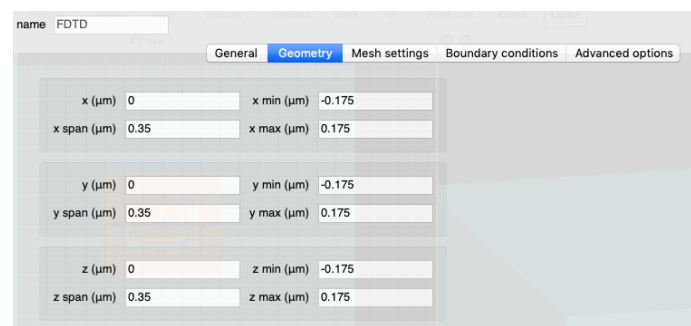 name FDTD
General Geometry Mesh settings Boundary conditions Advanced options
x (µm) 0 x min (µm) -0.175
x span (µm) 0.35 x max (µm) 0.175
y (µm) 0 y min (µm) -0.175
y span (µm) 0.35 y max (µm) 0.175
z (µm) 0 z min (µm) -0.175
z span (µm) 0.35 z max (µm) 0.175